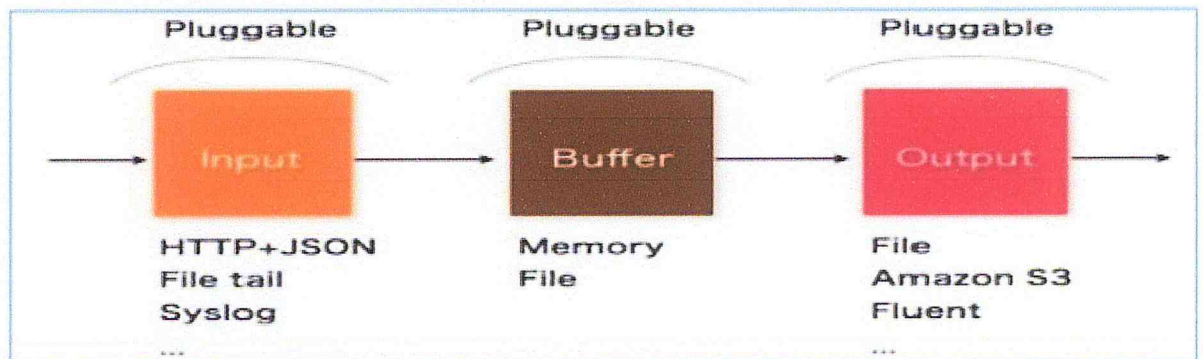 Pluggable Pluggable Pluggable
Input
Buffer
Output
HTTP+JSON
File tail
Syslog
...
Memory
File
File
Amazon S3
Fluent
...